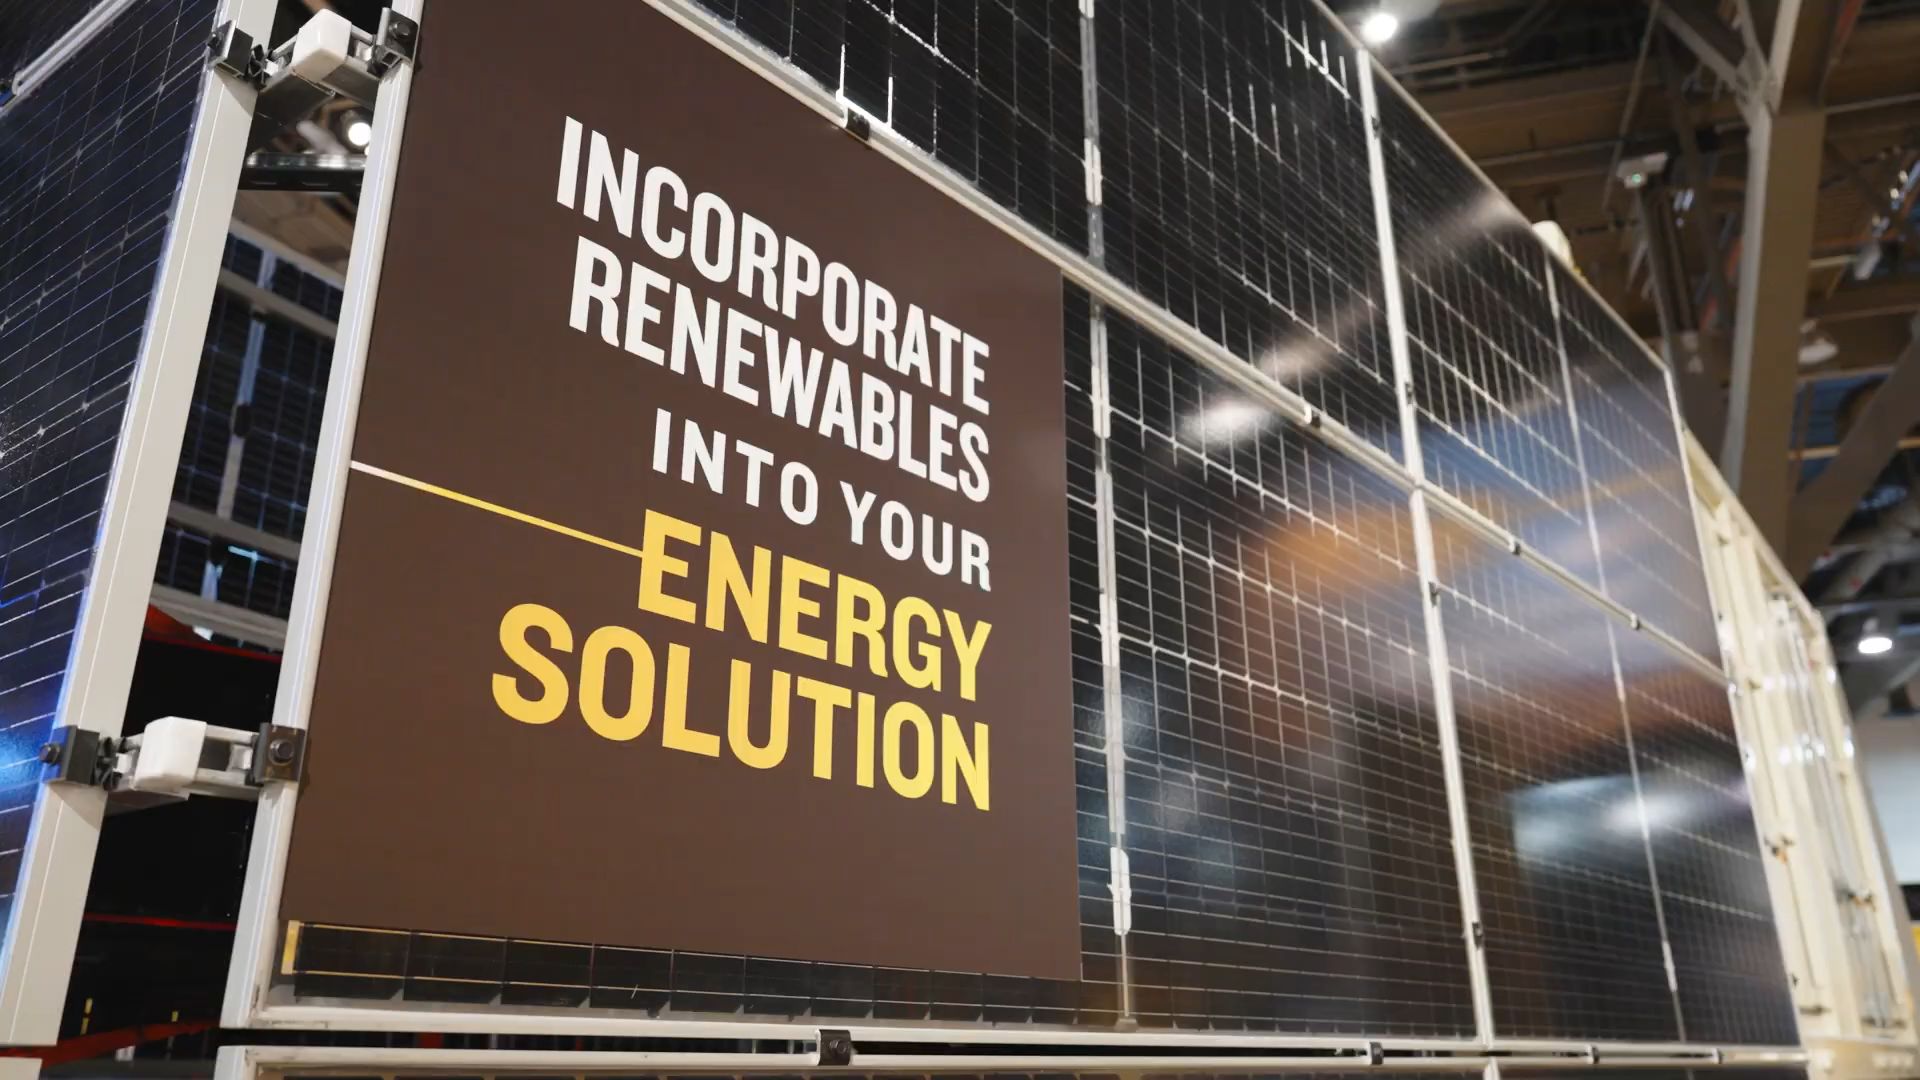 INCORPORATE
RENEWABLES
INTO YOUR
ENERGY
SOLUTION